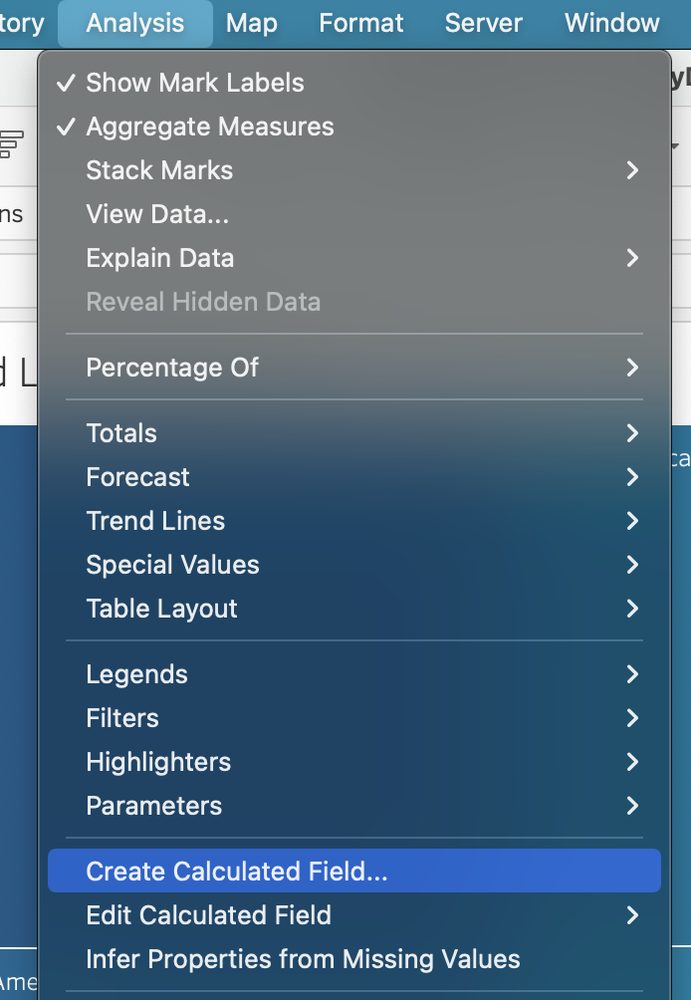 tory Analysis Map Format Server Window
Show Mark Labels
Aggregate Measures
Stack Marks
View Data...
Explain Data
Reveal Hidden Data
Percentage Of
Totals
Forecast
Trend Lines
Special Values
Table Layout
Legends
Filters
Highlighters
Parameters
Create Calculated Field...
Edit Calculated Field
Infer Properties from Missing Values
ns
d L
ca
Ame